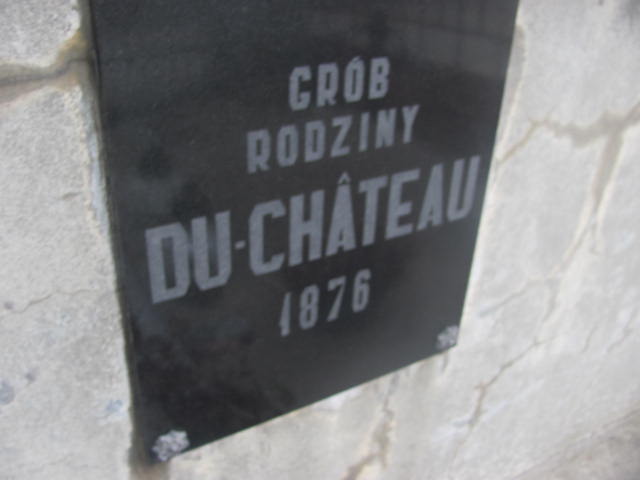 GRÓB
RODZINY
DU-CHÂTEAU
1876